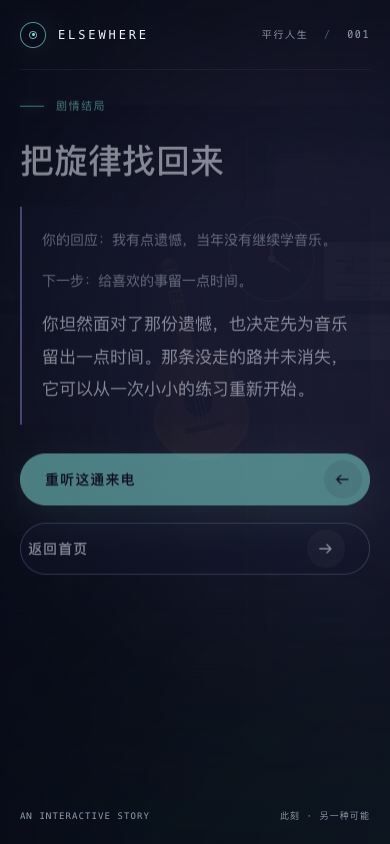 ELSEWHERE
平行人生 / 001
剧情结局
把旋律找回来
你的回应：我有点遗憾，当年没有继续学音乐。
下一步：给喜欢的事留一点时间。
你坦然面对了那份遗憾，也决定先为音乐
留出一点时间。那条没走的路并未消失，
它可以从一次小小的练习重新开始。
重听这通来电
返回首页
AN INTERACTIVE STORY
此刻 · 另一种可能